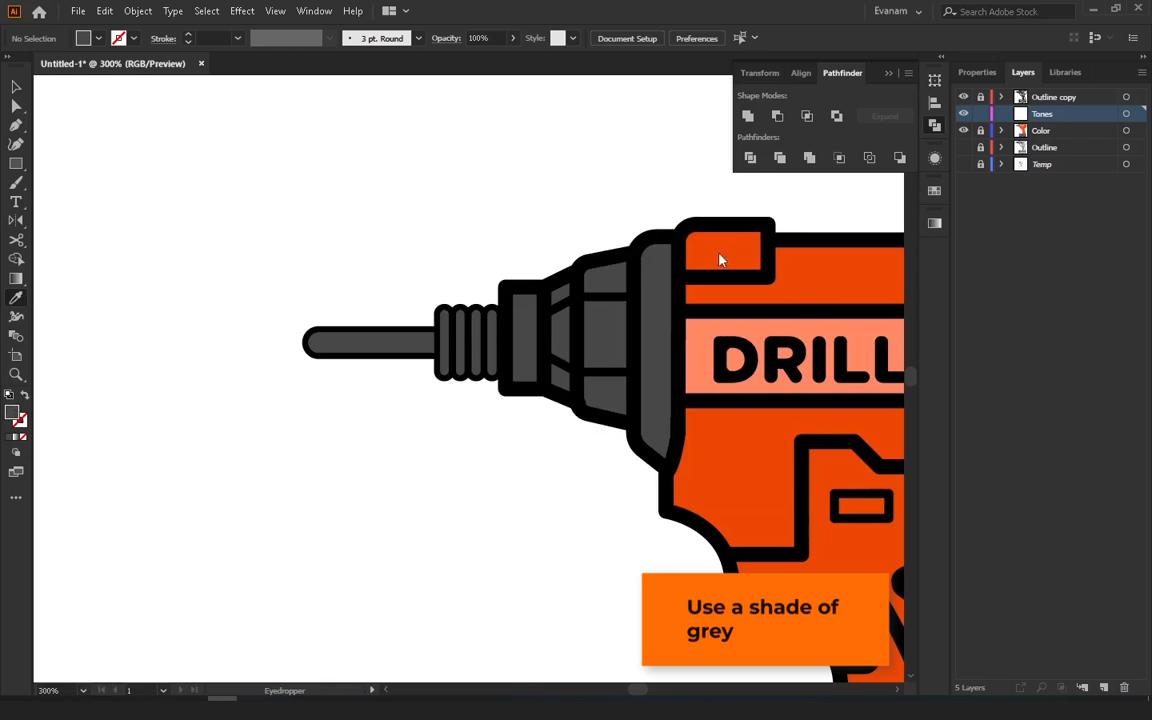 Ai
File Edit Object Type Select Effect View Window Help
Evanam
Search Adobe Stock
No Selection
Stroke:
3 pt. Round
Opacity: 100%
Style:
Document Setup
Preferences
Untitled-1* @ 300% (RGB/Preview)
Transform Align Pathfinder
Properties Layers Libraries
Shape Modes:
Expand
Pathfinders:
Outline copy
Tones
Color
Outline
Temp
DRILL
Use a shade of
grey
300%
1
Eyedropper
5 Layers